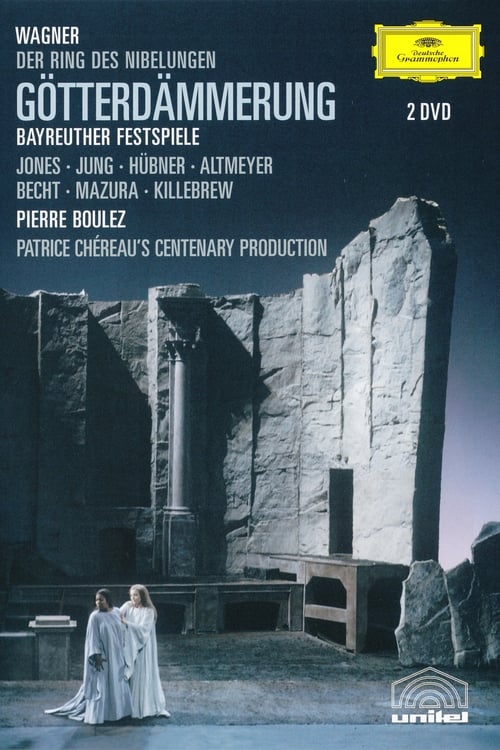 WAGNER
DER RING DES NIBELUNGEN
GÖTTERDÄMMERUNG
BAYREUTHER FESTSPIELE
JONES · JUNG · HÜBNER · ALTMEYER
BECHT · MAZURA · KILLEBREW
PIERRE BOULEZ
PATRICE CHÉREAU'S CENTENARY PRODUCTION
Deutsche
Grammophon
2 DVD
unitel